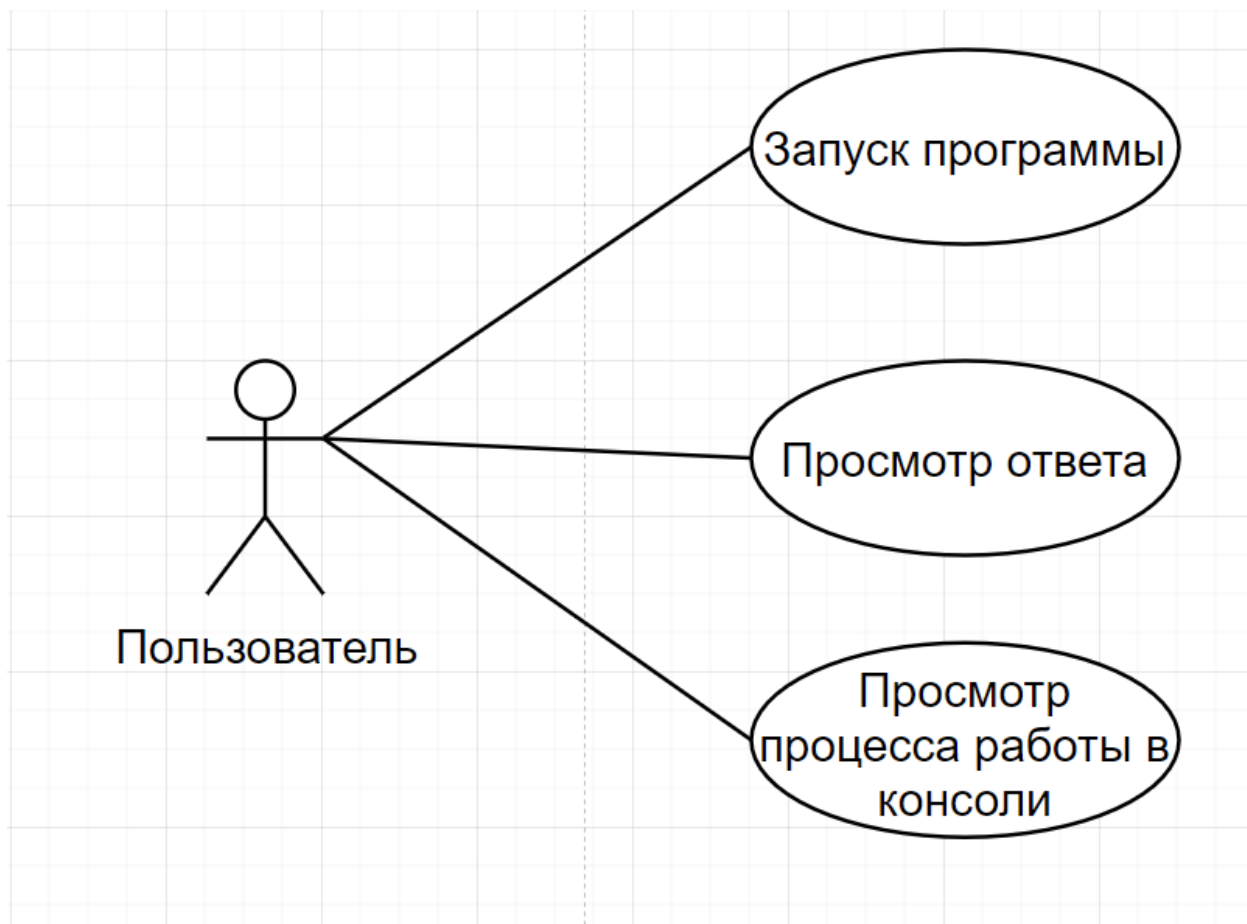 Запуск программы
Просмотр ответа
Пользователь
Просмотр
процесса работы в
консоли